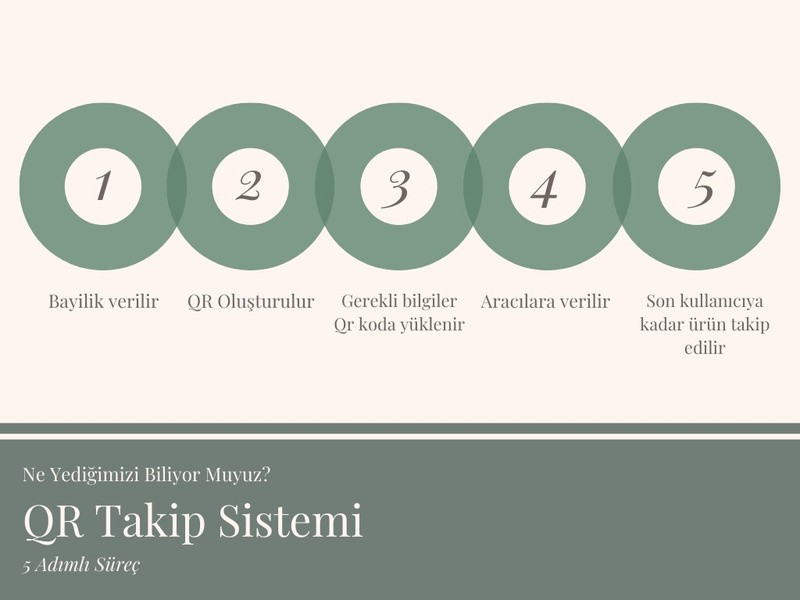 1
2
3
4
5
Bayilik verilir
QR Oluşturulur
Gerekli bilgiler
Qr koda yüklenir
Aracılara verilir
Son kullanıcıya
kadar ürün takip
edilir
Ne Yediğimizi Biliyor Muyuz?
QR Takip Sistemi
5 Adımlı Süreç